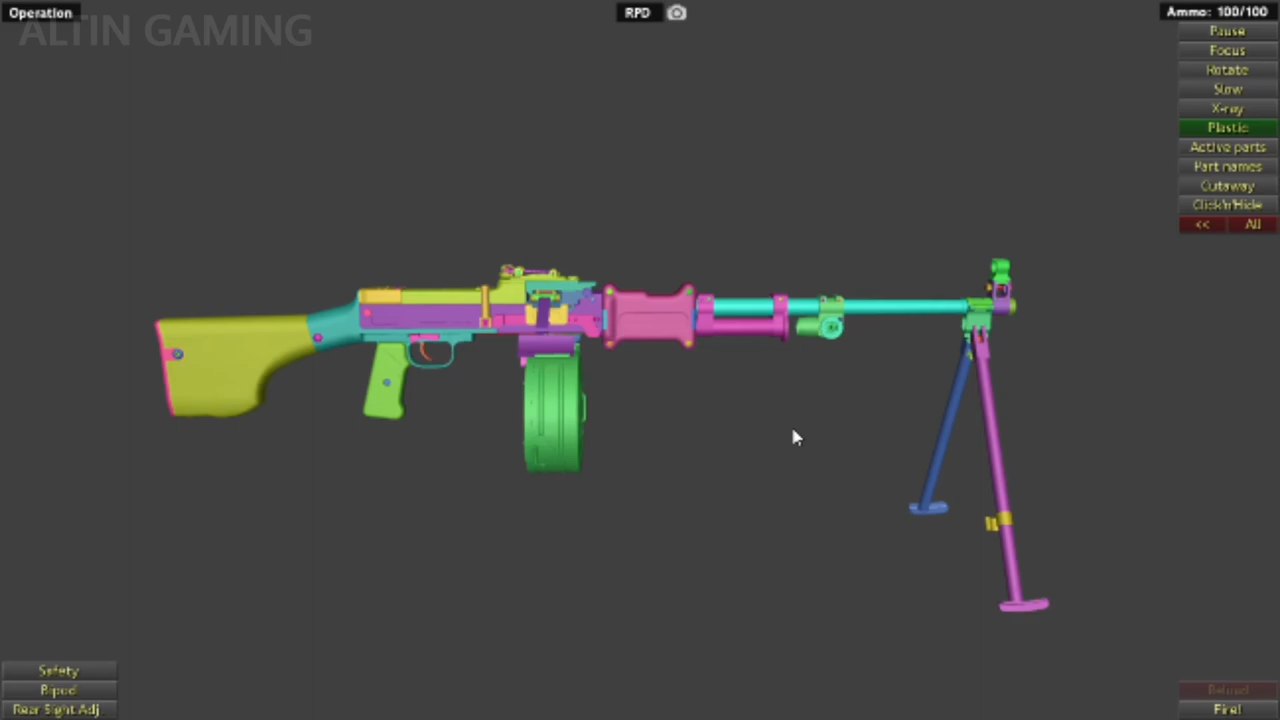 Operation
RPD
Ammo: 100/100
ALTIN GAMING
Pause
Focus
Rotate
Slow
X-ray
Plastic
Active parts
Part names
Cutaway
Click'n'Hide
<< All
Safety
Bipod
Rear Sight Adj.
Reload
Fire!